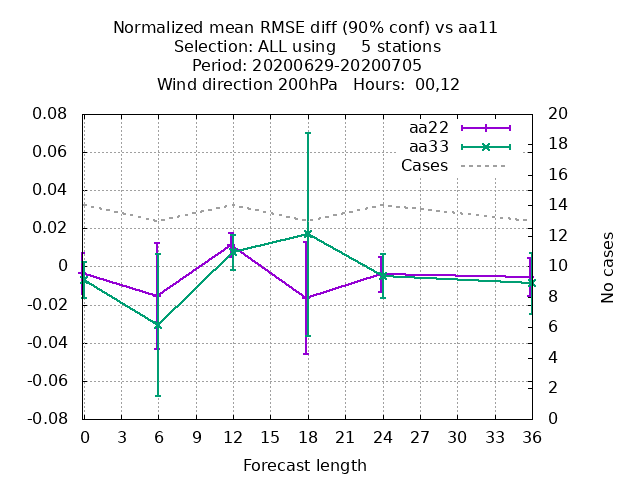 Normalized mean RMSE diff (90% conf) vs aa11
Selection: ALL using     5 stations
Period: 20200629-20200705
Wind direction 200hPa   Hours:  00,12
0.08
0.06
0.04
0.02
0
-0.02
-0.04
-0.06
-0.08
aa22
aa33
Cases
20
18
16
14
12
10
8
6
4
2
0
No cases
0 3 6 9 12 15 18 21 24 27 30 33 36
Forecast length